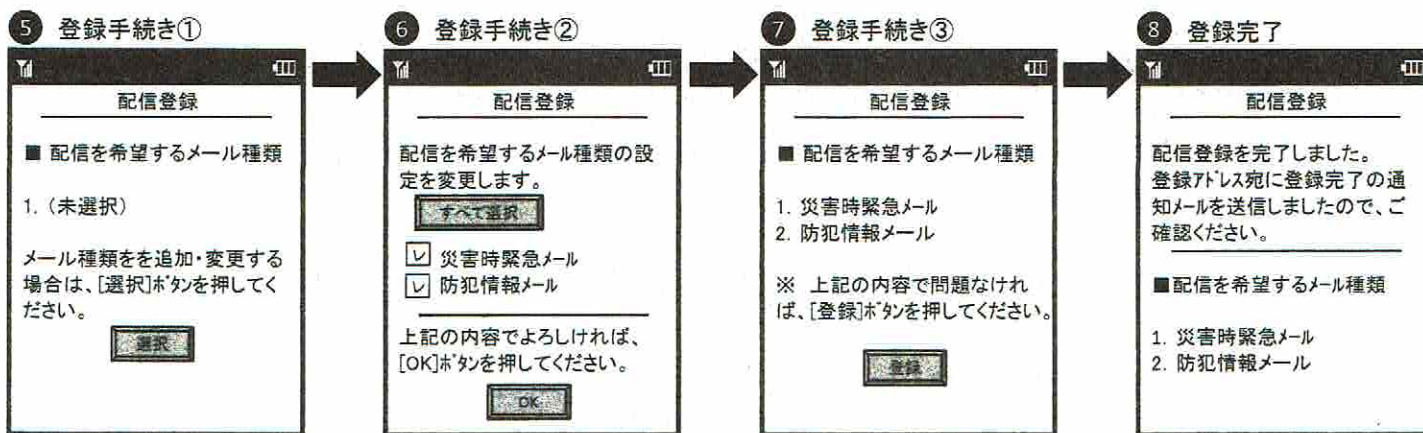 5 登録手続き①
配信登録
■ 配信を希望するメール種類
1. (未選択)
メール種類をを追加・変更する
場合は、[選択]ﾎﾞﾀﾝを押してく
ださい。
選択
6 登録手続き②
配信登録
配信を希望するﾒｰﾙ種類の設
定を変更します。
すべて選択
災害時緊急ﾒｰﾙ
防犯情報メール
上記の内容でよろしければ、
[OK]ﾎﾞﾀﾝを押してください。
OK
7 登録手続き③
配信登録
■ 配信を希望するメール種類
1. 災害時緊急ﾒｰﾙ
2. 防犯情報メール
※ 上記の内容で問題なけれ
ば、[登録]ﾎﾞﾀﾝを押してください。
登録
8 登録完了
配信登録
配信登録を完了しました。
登録ｱﾄﾞﾚｽ宛に登録完了の通
知ﾒｰﾙを送信しましたので、ご
確認ください。
■配信を希望するﾒｰﾙ種類
1. 災害時緊急ﾒｰﾙ
2. 防犯情報メール